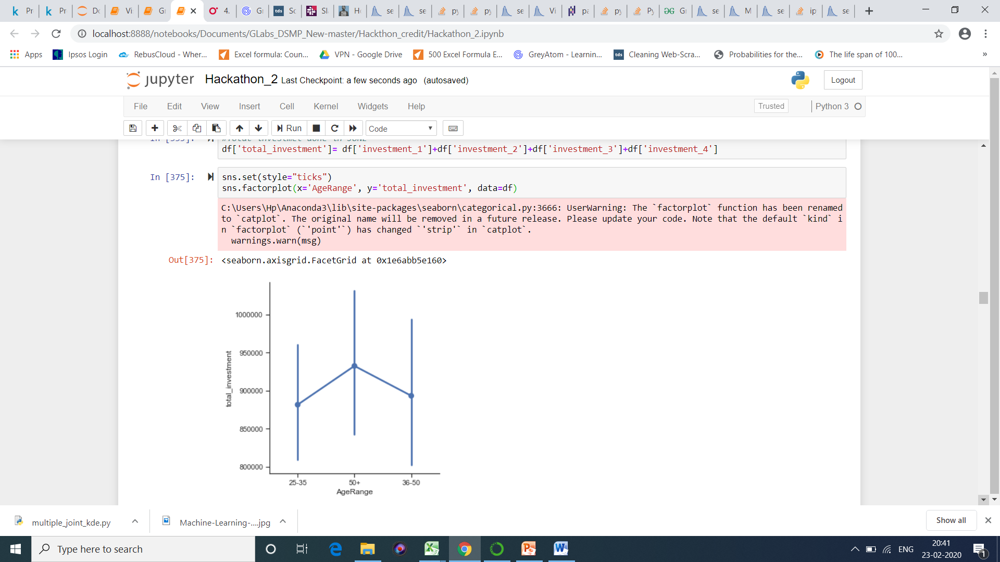 Pr
Pr
Do
Vi
Gr
4.
Gr
tds
Sc
Sl
H
se
se
py
py
se
Vi
pa
py
Py
Gr
se
M
se
ip
se
localhost:8888/notebooks/Documents/GLabs_DSMP_New-master/Hackthon_credit/Hackathon_2.ipynb
Apps Ipsos Login RebusCloud - Wher... Excel formula: Coun... VPN - Google Drive 500 Excel Formula E... GreyAtom - Learnin... tds Cleaning Web-Scra... Probabilities for the... The life span of 100... »
jupyter Hackathon_2 Last Checkpoint: a few seconds ago (autosaved) Logout
File Edit View Insert Cell Kernel Widgets Help Trusted Python 3
Run Code
df['total_investment']= df['investment_1']+df['investment_2']+df['investment_3']+df['investment_4']
In [375]: sns.set(style="ticks")
sns.factorplot(x='AgeRange', y='total_investment', data=df)
C:\Users\Hp\Anaconda3\lib\site-packages\seaborn\categorical.py:3666: UserWarning: The `factorplot` function has been renamed
to `catplot`. The original name will be removed in a future release. Please update your code. Note that the default `kind` i
n `factorplot` (`'point'`) has changed `'strip'` in `catplot`.
warnings.warn(msg)
Out[375]: <seaborn.axisgrid.FacetGrid at 0x1e6abb5e160>
1000000
950000
900000
850000
800000
total_investment
25-35 50+ 36-50
AgeRange
multiple_joint_kde.py Machine-Learning-....jpg Show all
Type here to search ENG 20:41
23-02-2020
1